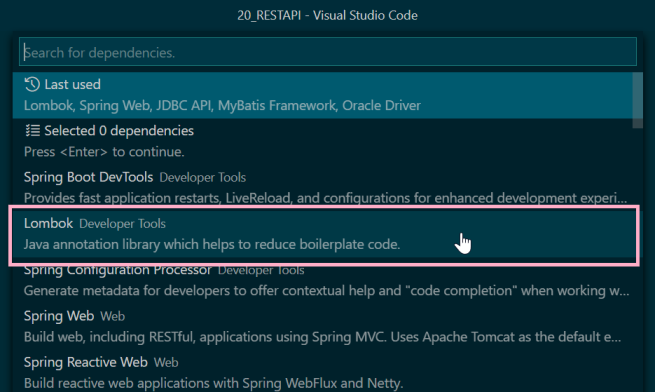 20_RESTAPI - Visual Studio Code
Search for dependencies.
Last used
Lombok, Spring Web, JDBC API, MyBatis Framework, Oracle Driver
Selected 0 dependencies
Press <Enter> to continue.
Spring Boot DevTools Developer Tools
Provides fast application restarts, LiveReload, and configurations for enhanced development experi...
Lombok Developer Tools
Java annotation library which helps to reduce boilerplate code.
Spring Configuration Processor Developer Tools
Generate metadata for developers to offer contextual help and "code completion" when working w...
Spring Web Web
Build web, including RESTful, applications using Spring MVC. Uses Apache Tomcat as the default e...
Spring Reactive Web Web
Build reactive web applications with Spring WebFlux and Netty.